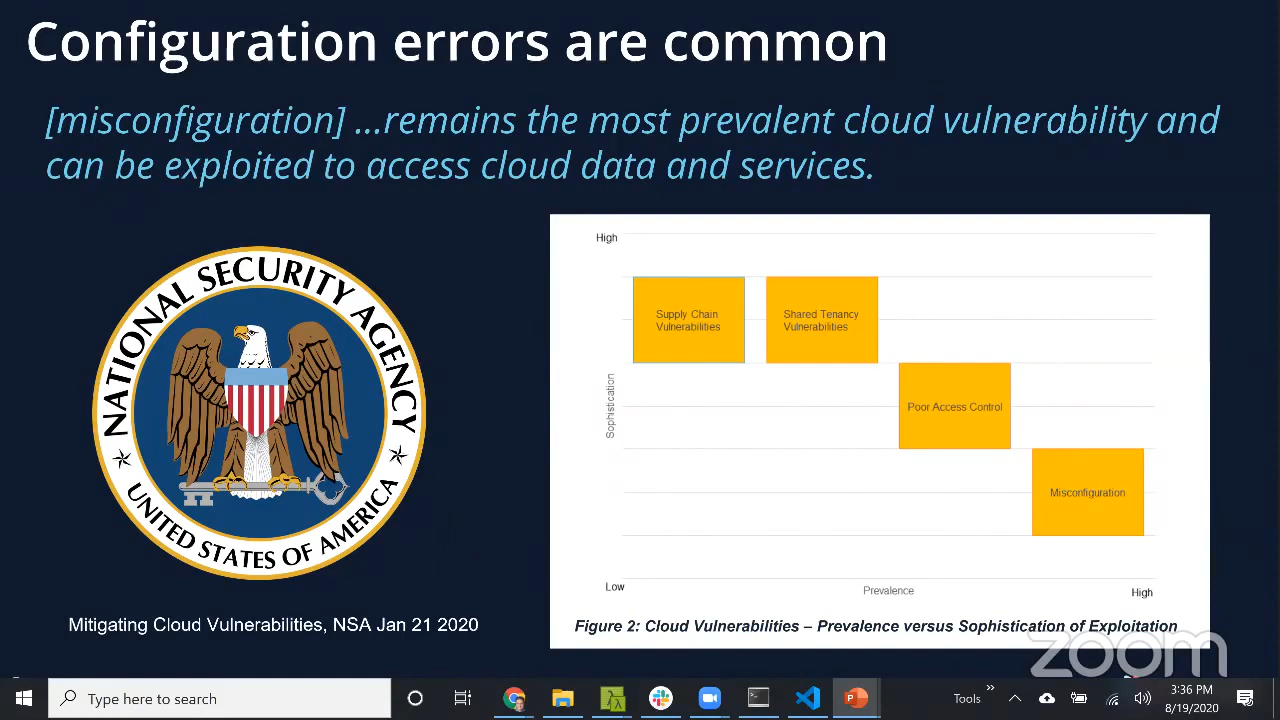 Configuration errors are common
[misconfiguration] ...remains the most prevalent cloud vulnerability and
can be exploited to access cloud data and services.
NATIONAL SECURITY AGENCY
UNITED STATES OF AMERICA
Mitigating Cloud Vulnerabilities, NSA Jan 21 2020
High
Supply Chain
Vulnerabilities
Shared Tenancy
Vulnerabilities
Sophistication
Poor Access Control
Misconfiguration
Low
Prevalence
High
Figure 2: Cloud Vulnerabilities – Prevalence versus Sophistication of Exploitation
zoom
Type here to search
Tools
3:36 PM
8/19/2020